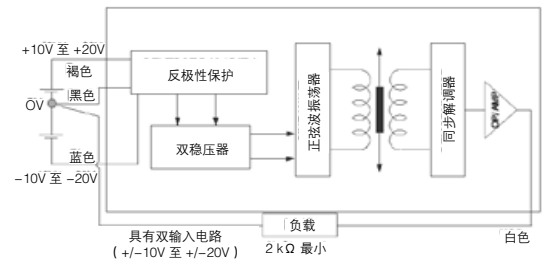 +10V 至 +20V
褐色
黑色
0V
蓝色
-10V 至 -20V
反极性保护
双稳压器
正弦波振荡器
同步解调器
OP/AMP
负载
2 kΩ 最小
白色
具有双输入电路
( +/-10V 至 +/-20V )